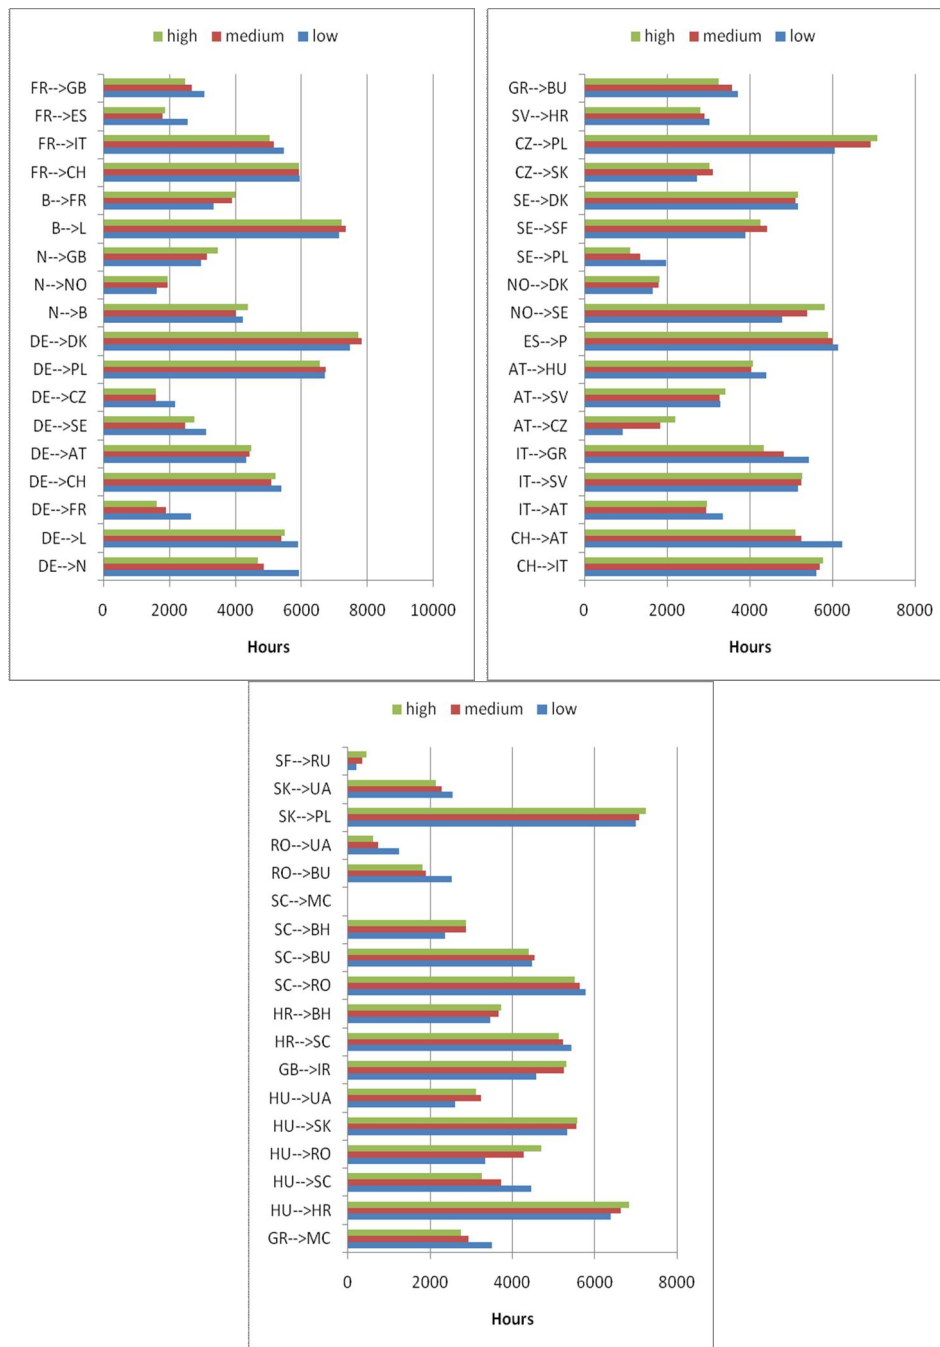 high medium low
FR-->GB
FR-->ES
FR-->IT
FR-->CH
B-->FR
B-->L
N-->GB
N-->NO
N-->B
DE-->DK
DE-->PL
DE-->CZ
DE-->SE
DE-->AT
DE-->CH
DE-->FR
DE-->L
DE-->N
0 2000 4000 6000 8000 10000
Hours
high medium low
GR-->BU
SV-->HR
CZ-->PL
CZ-->SK
SE-->DK
SE-->SF
SE-->PL
NO-->DK
NO-->SE
ES-->P
AT-->HU
AT-->SV
AT-->CZ
IT-->GR
IT-->SV
IT-->AT
CH-->AT
CH-->IT
0 2000 4000 6000 8000
Hours
high medium low
SF-->RU
SK-->UA
SK-->PL
RO-->UA
RO-->BU
SC-->MC
SC-->BH
SC-->BU
SC-->RO
HR-->BH
HR-->SC
GB-->IR
HU-->UA
HU-->SK
HU-->RO
HU-->SC
HU-->HR
GR-->MC
0 2000 4000 6000 8000
Hours